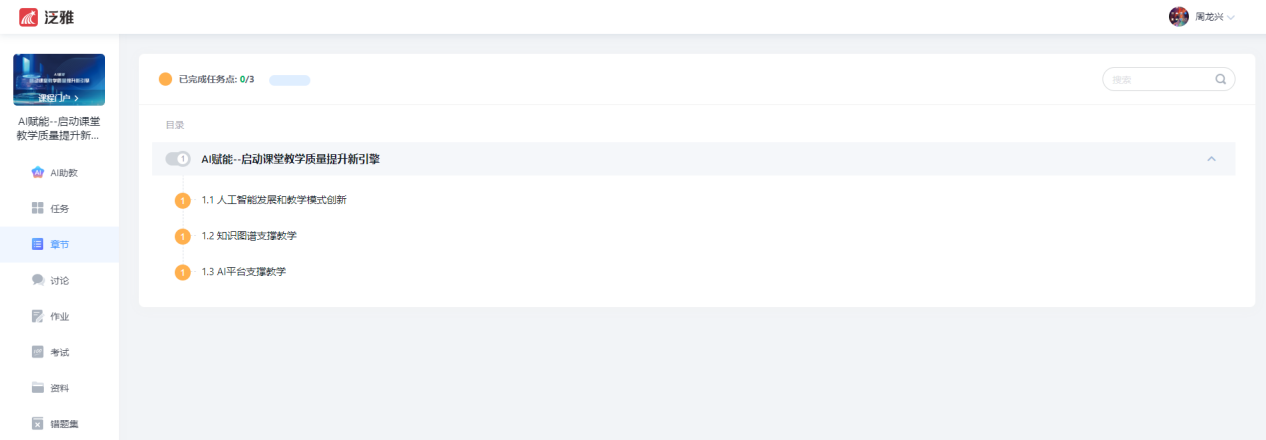 泛雅
周龙兴
课程门户 >
AI赋能--启动课堂
教学质量提升新...
AI助教
任务
章节
讨论
作业
考试
资料
错题集
已完成任务点: 0/3
搜索
目录
1
AI赋能--启动课堂教学质量提升新引擎
1
1.1 人工智能发展和教学模式创新
1
1.2 知识图谱支撑教学
1
1.3 AI平台支撑教学